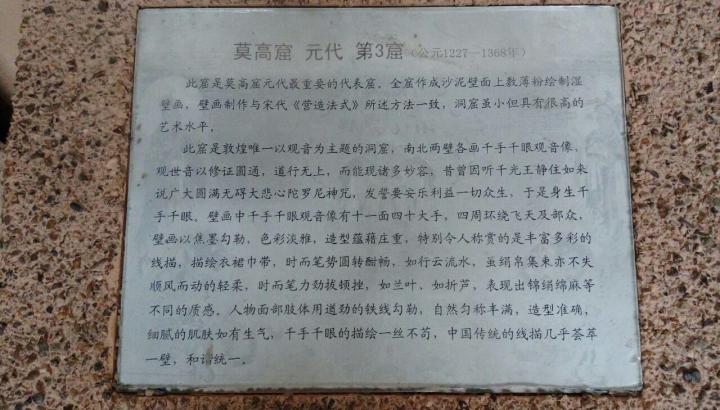 莫高窟 元代 第3窟（公元1227—1368年）
此窟是莫高窟元代最重要的代表窟。全窟作成沙泥壁面上敷薄粉绘制湿
壁画。壁画制作与宋代《营造法式》所述方法一致，洞窟虽小但具有很高的
艺术水平。
此窟是敦煌唯一以观音为主题的洞窟，南北两壁各画千手千眼观音像，
观世音以修证圆通，道行无上，而能现诸多妙容，昔曾因听千光王静住如来
说广大圆满无碍大悲心陀罗尼神咒，发誓要安乐利益一切众生，于是身生千
手千眼。壁画中千手千眼观音像有十一面四十大手，四周环绕飞天及部众，
壁画以焦墨勾勒，色彩淡雅，造型蕴藉庄重，特别令人称赏的是丰富多彩的
线描，描绘衣裙巾带，时而笔势圆转酣畅，如行云流水，虽绢帛集束亦不失
顺风而动的轻柔，时而笔力劲拔顿挫，如兰叶、如折芦，表现出锦绢绵麻等
不同的质感。人物面部肢体用遒劲的铁线勾勒，自然匀称丰满，造型准确，
细腻的肌肤如有生气，千手千眼的描绘一丝不苟，中国传统的线描几乎荟萃
一壁，和谐统一。